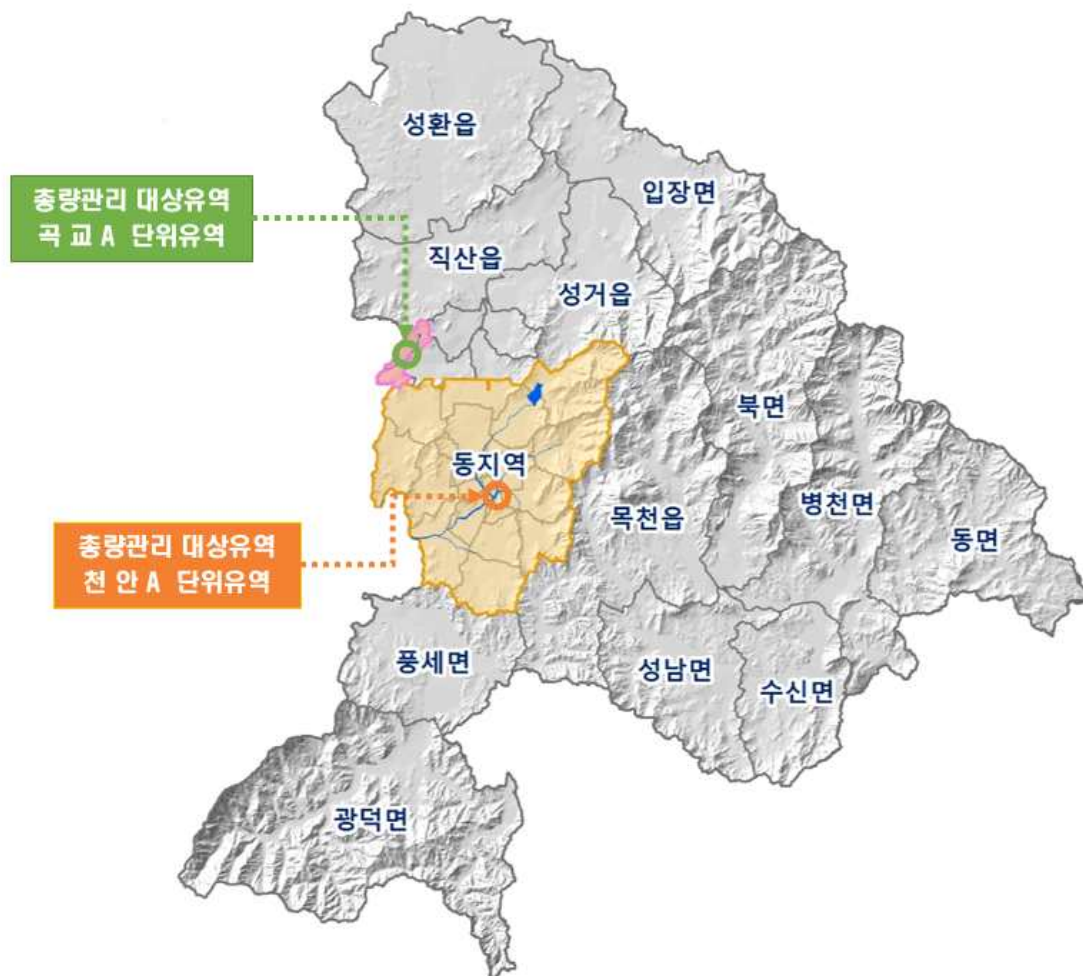 성환읍
입장면
총량관리 대상유역
곡 교 A 단위유역
직산읍
성거읍
북면
동지역
병천면
목천읍
동면
총량관리 대상유역
천 안 A 단위유역
풍세면
성남면
수신면
광덕면